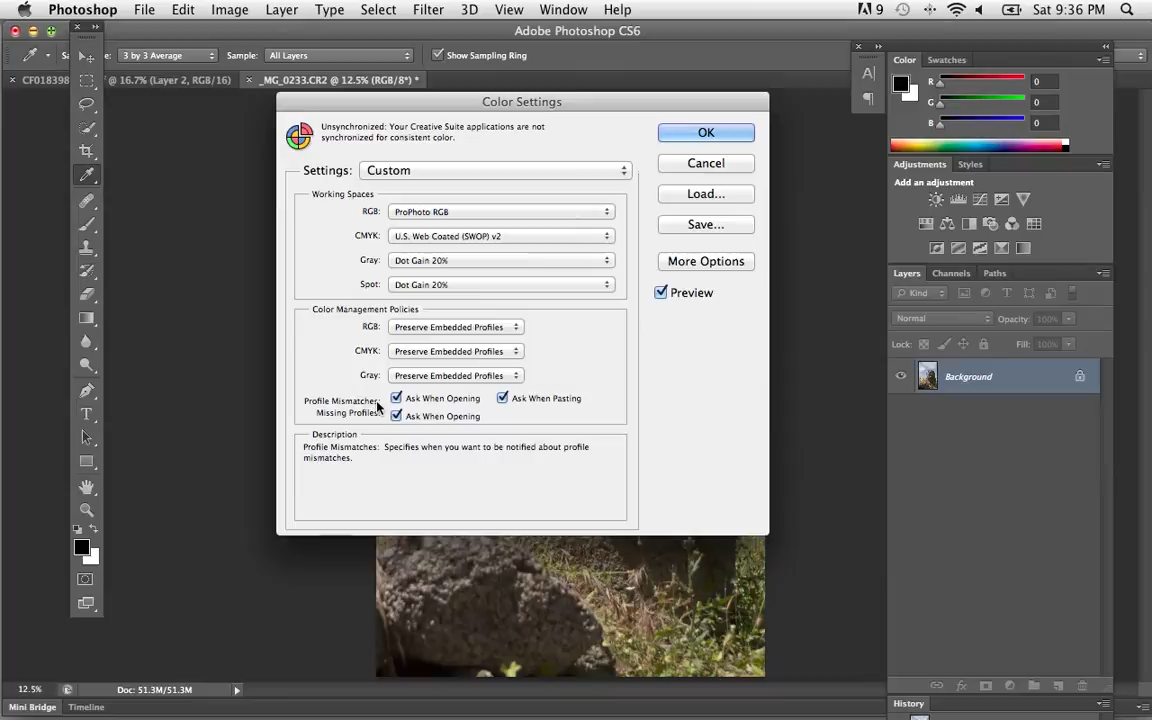 Photoshop File Edit Image Layer Type Select Filter 3D View Window Help 9 Sat 9:36 PM
Adobe Photoshop CS6
Sa 3 by 3 Average Sample: All Layers Show Sampling Ring
CF018398 @ 16.7% (Layer 2, RGB/16) _MG_0233.CR2 @ 12.5% (RGB/8*) *
Color Settings
Unsynchronized: Your Creative Suite applications are not
synchronized for consistent color.
Settings: Custom
Working Spaces
RGB: ProPhoto RGB
CMYK: U.S. Web Coated (SWOP) v2
Gray: Dot Gain 20%
Spot: Dot Gain 20%
Color Management Policies
RGB: Preserve Embedded Profiles
CMYK: Preserve Embedded Profiles
Gray: Preserve Embedded Profiles
Profile Mismatches: Ask When Opening Ask When Pasting
Missing Profiles: Ask When Opening
Description
Profile Mismatches: Specifies when you want to be notified about profile
mismatches.
OK
Cancel
Load...
Save...
More Options
Preview
Color Swatches
R 0
G 0
B 0
Adjustments Styles
Add an adjustment
Layers Channels Paths
Kind
Normal Opacity: 100%
Lock: Fill: 100%
Background
History
12.5% Doc: 51.3M/51.3M
Mini Bridge Timeline